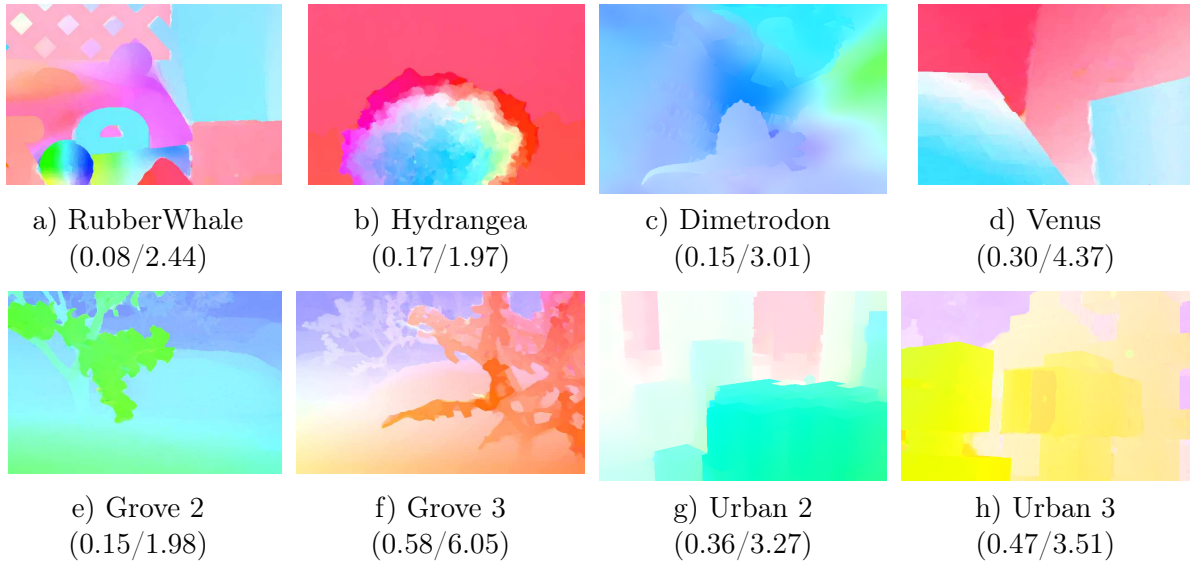 a) RubberWhale
(0.08/2.44)
b) Hydrangea
(0.17/1.97)
c) Dimetrodon
(0.15/3.01)
d) Venus
(0.30/4.37)
e) Grove 2
(0.15/1.98)
f) Grove 3
(0.58/6.05)
g) Urban 2
(0.36/3.27)
h) Urban 3
(0.47/3.51)